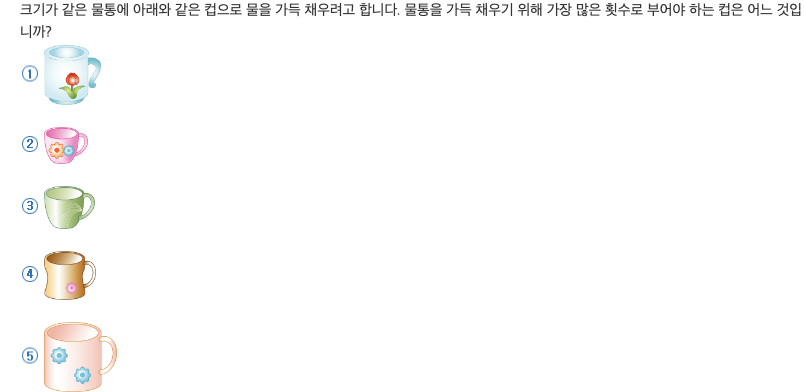 크기가 같은 물통에 아래와 같은 컵으로 물을 가득 채우려고 합니다. 물통을 가득 채우기 위해 가장 많은 횟수로 부어야 하는 컵은 어느 것입
니까?
①
②
③
④
⑤